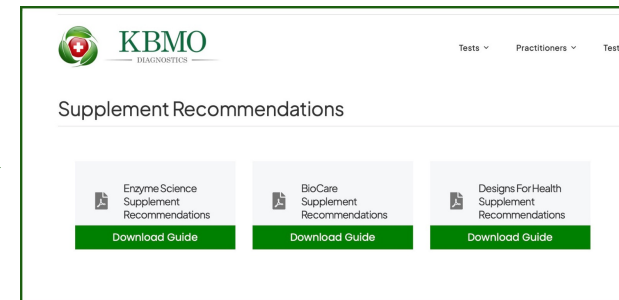 KBMO
DIAGNOSTICS
Tests
Practitioners
Test
Supplement Recommendations
Enzyme Science
Supplement
Recommendations
Download Guide
BioCare
Supplement
Recommendations
Download Guide
Designs For Health
Supplement
Recommendations
Download Guide